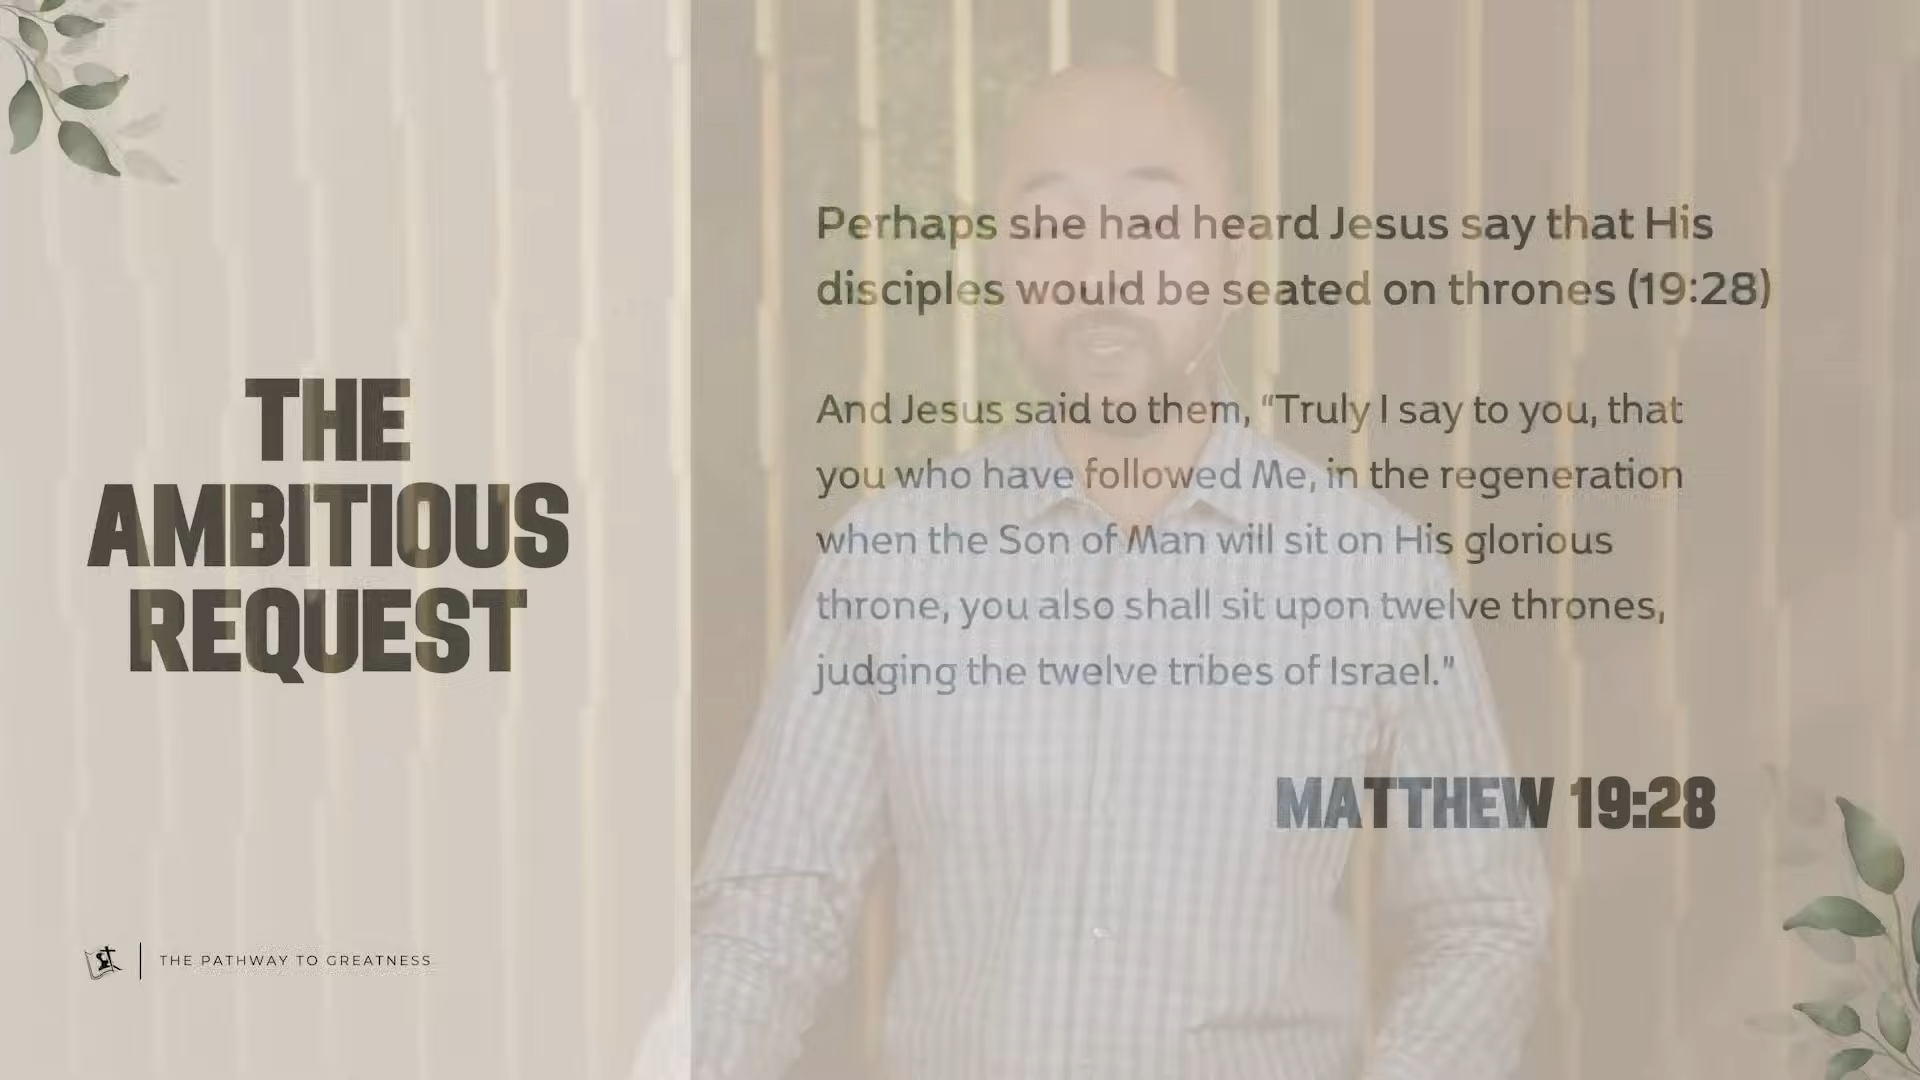 THE
AMBITIOUS
REQUEST
Perhaps she had heard Jesus say that His
disciples would be seated on thrones (19:28)
And Jesus said to them, “Truly I say to you, that
you who have followed Me, in the regeneration
when the Son of Man will sit on His glorious
throne, you also shall sit upon twelve thrones,
judging the twelve tribes of Israel.”
MATTHEW 19:28
THE PATHWAY TO GREATNESS